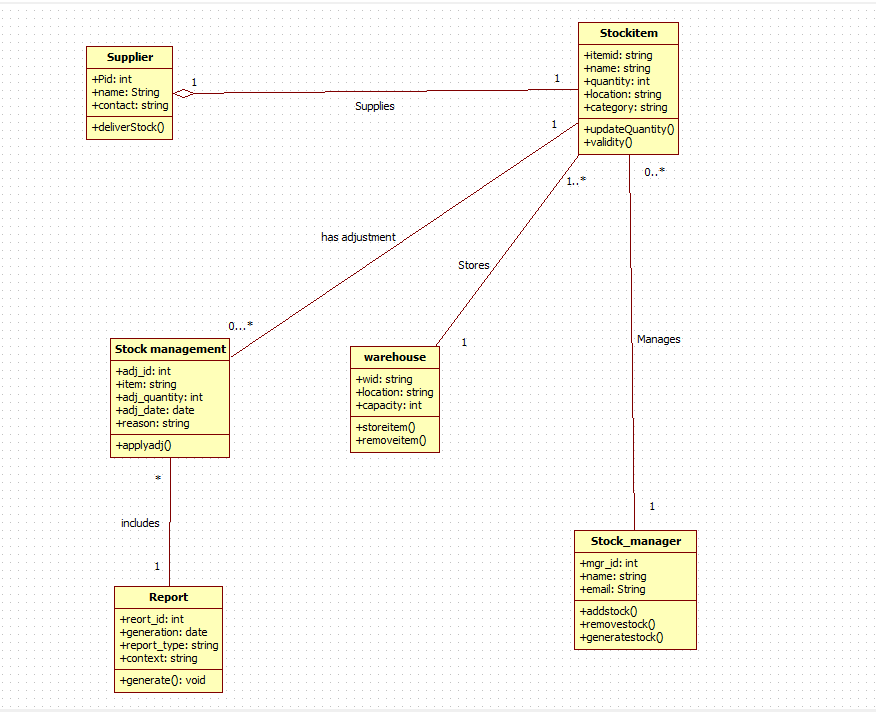 Supplier
+Pid: int
+name: String
+contact: string
+deliverStock()
1
Supplies
1
Stockitem
+itemid: string
+name: string
+quantity: int
+location: string
+category: string
+updateQuantity()
+validity()
1
1..*
0..*
has adjustment
Stores
0...*
1
Manages
Stock management
+adj_id: int
+item: string
+adj_quantity: int
+adj_date: date
+reason: string
+applyadj()
warehouse
+wid: string
+location: string
+capacity: int
+storeitem()
+removeitem()
*
includes
1
1
Stock_manager
+mgr_id: int
+name: string
+email: String
+addstock()
+removestock()
+generatestock()
Report
+reort_id: int
+generation: date
+report_type: string
+context: string
+generate(): void